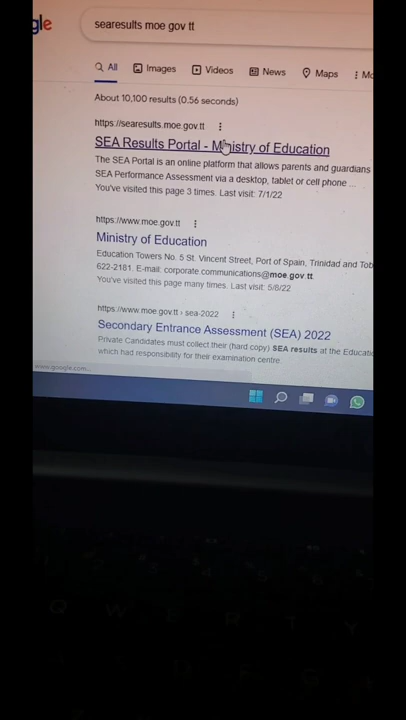 gle
searesults moe gov tt
All Images Videos News Maps
About 10,100 results (0.56 seconds)
https://searesults.moe.gov.tt
SEA Results Portal - Ministry of Education
The SEA Portal is an online platform that allows parents and guardians
SEA Performance Assessment via a desktop, tablet or cell phone ...
You've visited this page 3 times. Last visit: 7/1/22
https://www.moe.gov.tt
Ministry of Education
Education Towers No. 5 St. Vincent Street, Port of Spain, Trinidad and Tob
622-2181. E-mail: corporate.communications@moe.gov.tt.
You've visited this page many times. Last visit: 5/8/22
https://www.moe.gov.tt › sea-2022
Secondary Entrance Assessment (SEA) 2022
Private Candidates must collect their (hard copy) SEA results at the Educatio
which had responsibility for their examination centre.
www.google.com...
Q W E R T Y